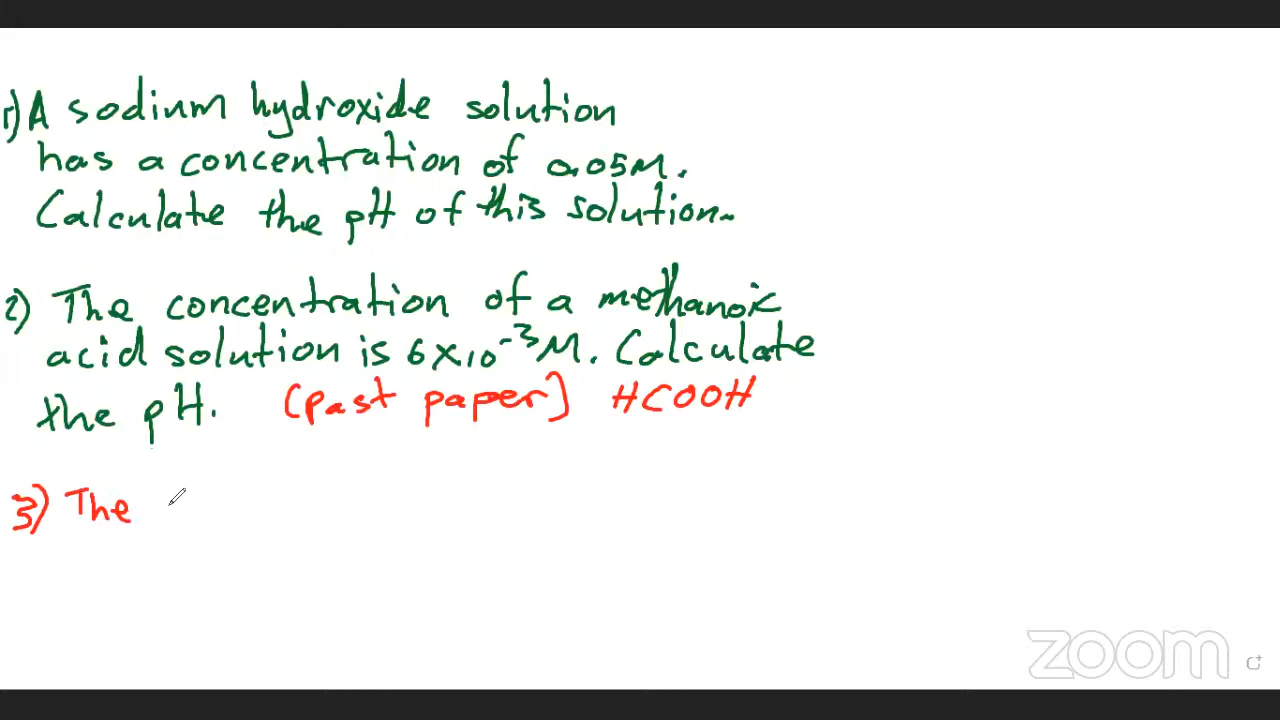 1) A sodium hydroxide solution
has a concentration of 0.05M.
Calculate the pH of this solution.
2) The concentration of a methanoic
acid solution is 6x10⁻³M. Calculate
the pH. (past paper) HCOOH
3) The
zoom